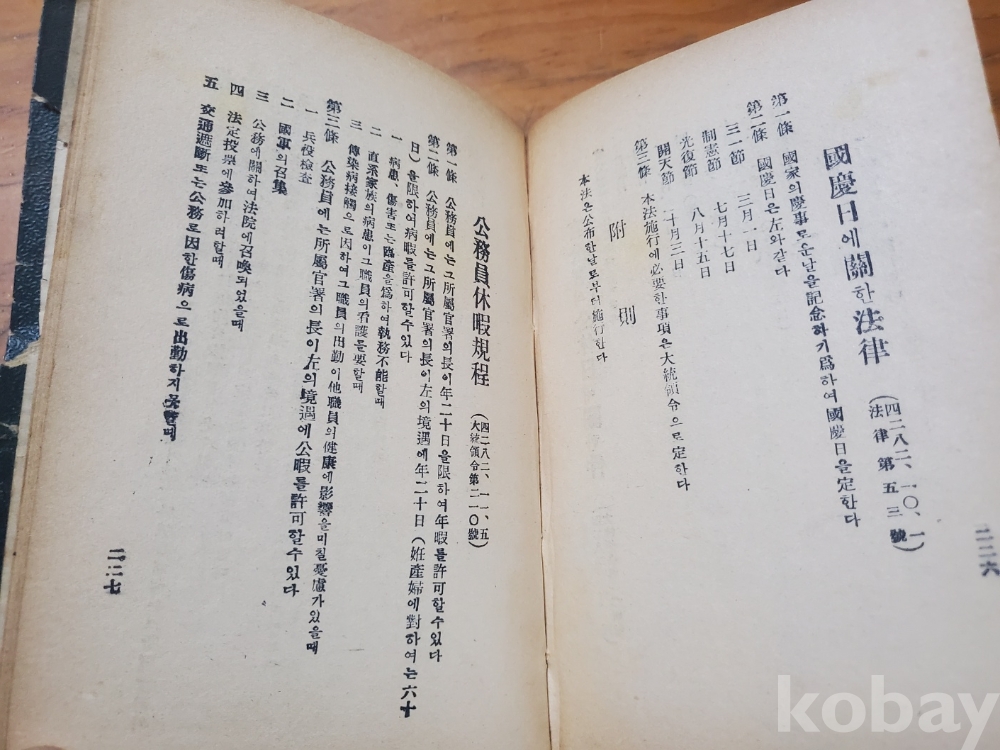 國慶日에關한法律
(四二八二、一〇、一
法律第五三號)
第一條 國家의慶事로운날을記念하기爲하여國慶日을定한다
第二條 國慶日은左와같다
三一節 三月一日
制憲節 七月十七日
光復節 八月十五日
開天節 十月三日
第三條 本法施行에必要한事項은大統領令으로定한다
附則
本法은公布한날로부터施行한다
二二六
公務員休暇規程
(四二八二、一一、五
大統領令第二一〇號)
第一條 公務員에는그所屬官署의長이年二十日을限하여年暇를許可할수있다
第二條 公務員에는그所屬官署의長이左의境遇에年二十日(姙産婦에對하여는六十
日)을限하여病暇를許可할수있다
一 病患、傷害또는臨產을爲하여執務不能할때
二 直系家族의病患이그職員의看護를要할때
三 傳染病接觸으로因하여그職員의出勤이他職員의健康에影響을미칠憂慮가있을때
第三條 公務員에는所屬官署의長이左의境遇에公暇를許可할수있다
一 兵役檢査
二 國軍의召集
三 公務에關하여法院에召喚되었을때
四 法定投票에參加하려할때
五 交通遮斷또는公務로因한傷病으로出動하지못할때
二二七
kobay